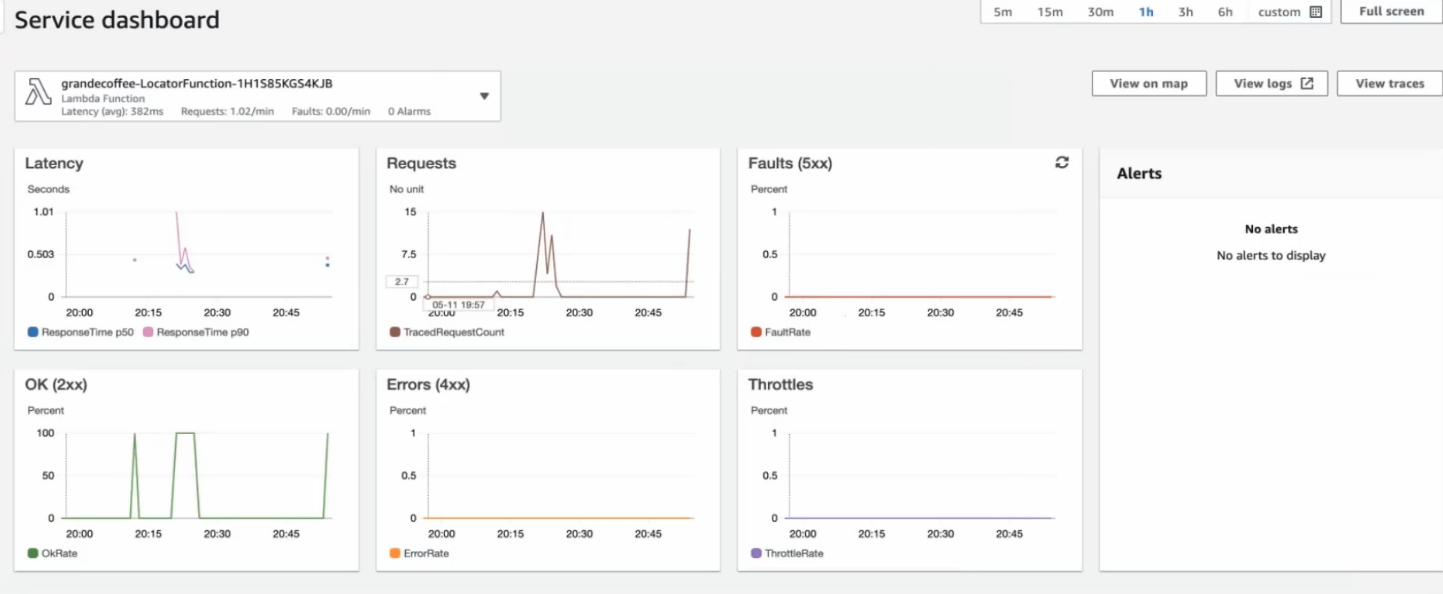 Service dashboard
5m 15m 30m 1h 3h 6h custom Full screen
grandecoffee-LocatorFunction-1H1S85KGS4KJB
Lambda Function
Latency (avg): 382ms Requests: 1.02/min Faults: 0.00/min 0 Alarms
View on map View logs View traces
Latency
Seconds
1.01
0.503
0
20:00 20:15 20:30 20:45
ResponseTime p50 ResponseTime p90
Requests
No unit
15
7.5
2.7
0
05-11 19:57
20:00 20:15 20:30 20:45
TracedRequestCount
Faults (5xx)
Percent
1
0.5
0
20:00 20:15 20:30 20:45
FaultRate
Alerts
No alerts
No alerts to display
OK (2xx)
Percent
100
50
0
20:00 20:15 20:30 20:45
OkRate
Errors (4xx)
Percent
1
0.5
0
20:00 20:15 20:30 20:45
ErrorRate
Throttles
Percent
1
0.5
0
20:00 20:15 20:30 20:45
ThrottleRate